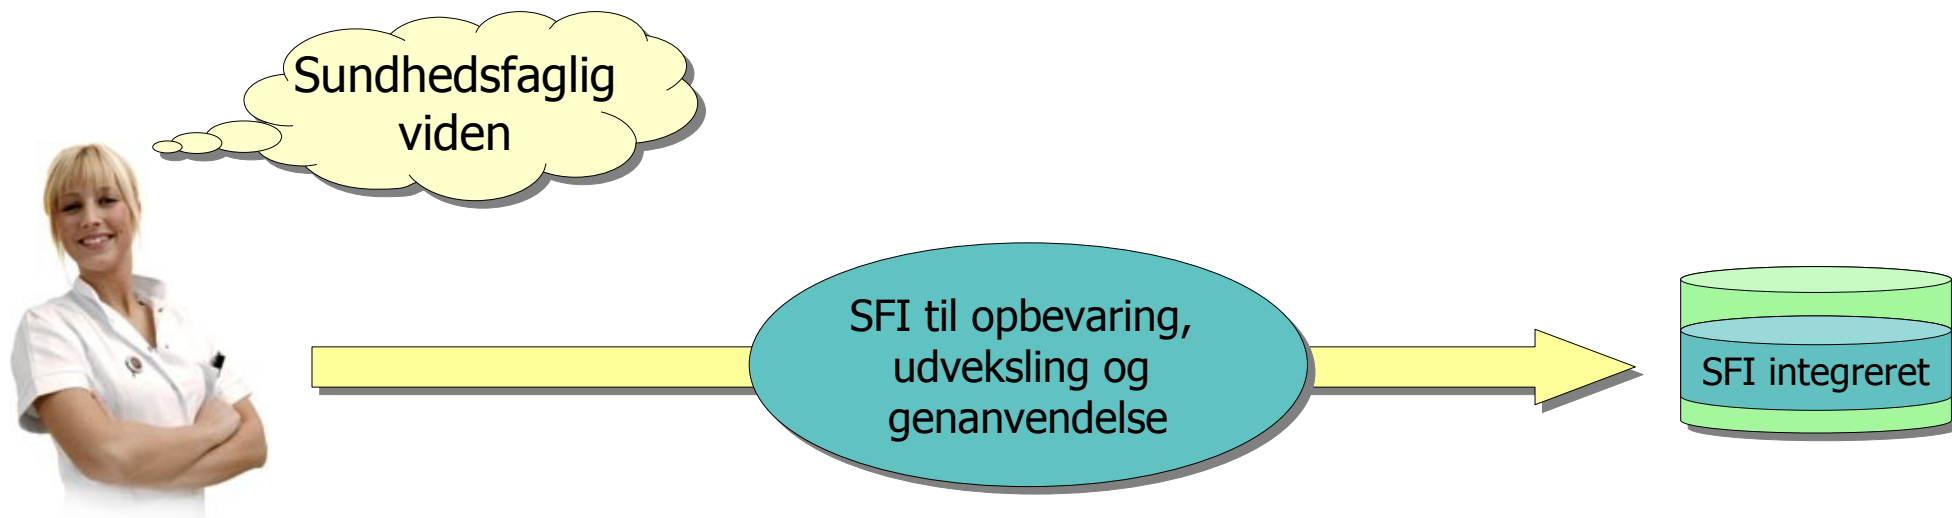 Sundhedsfaglig
viden
SFI til opbevaring,
udveksling og
genanvendelse
SFI integreret